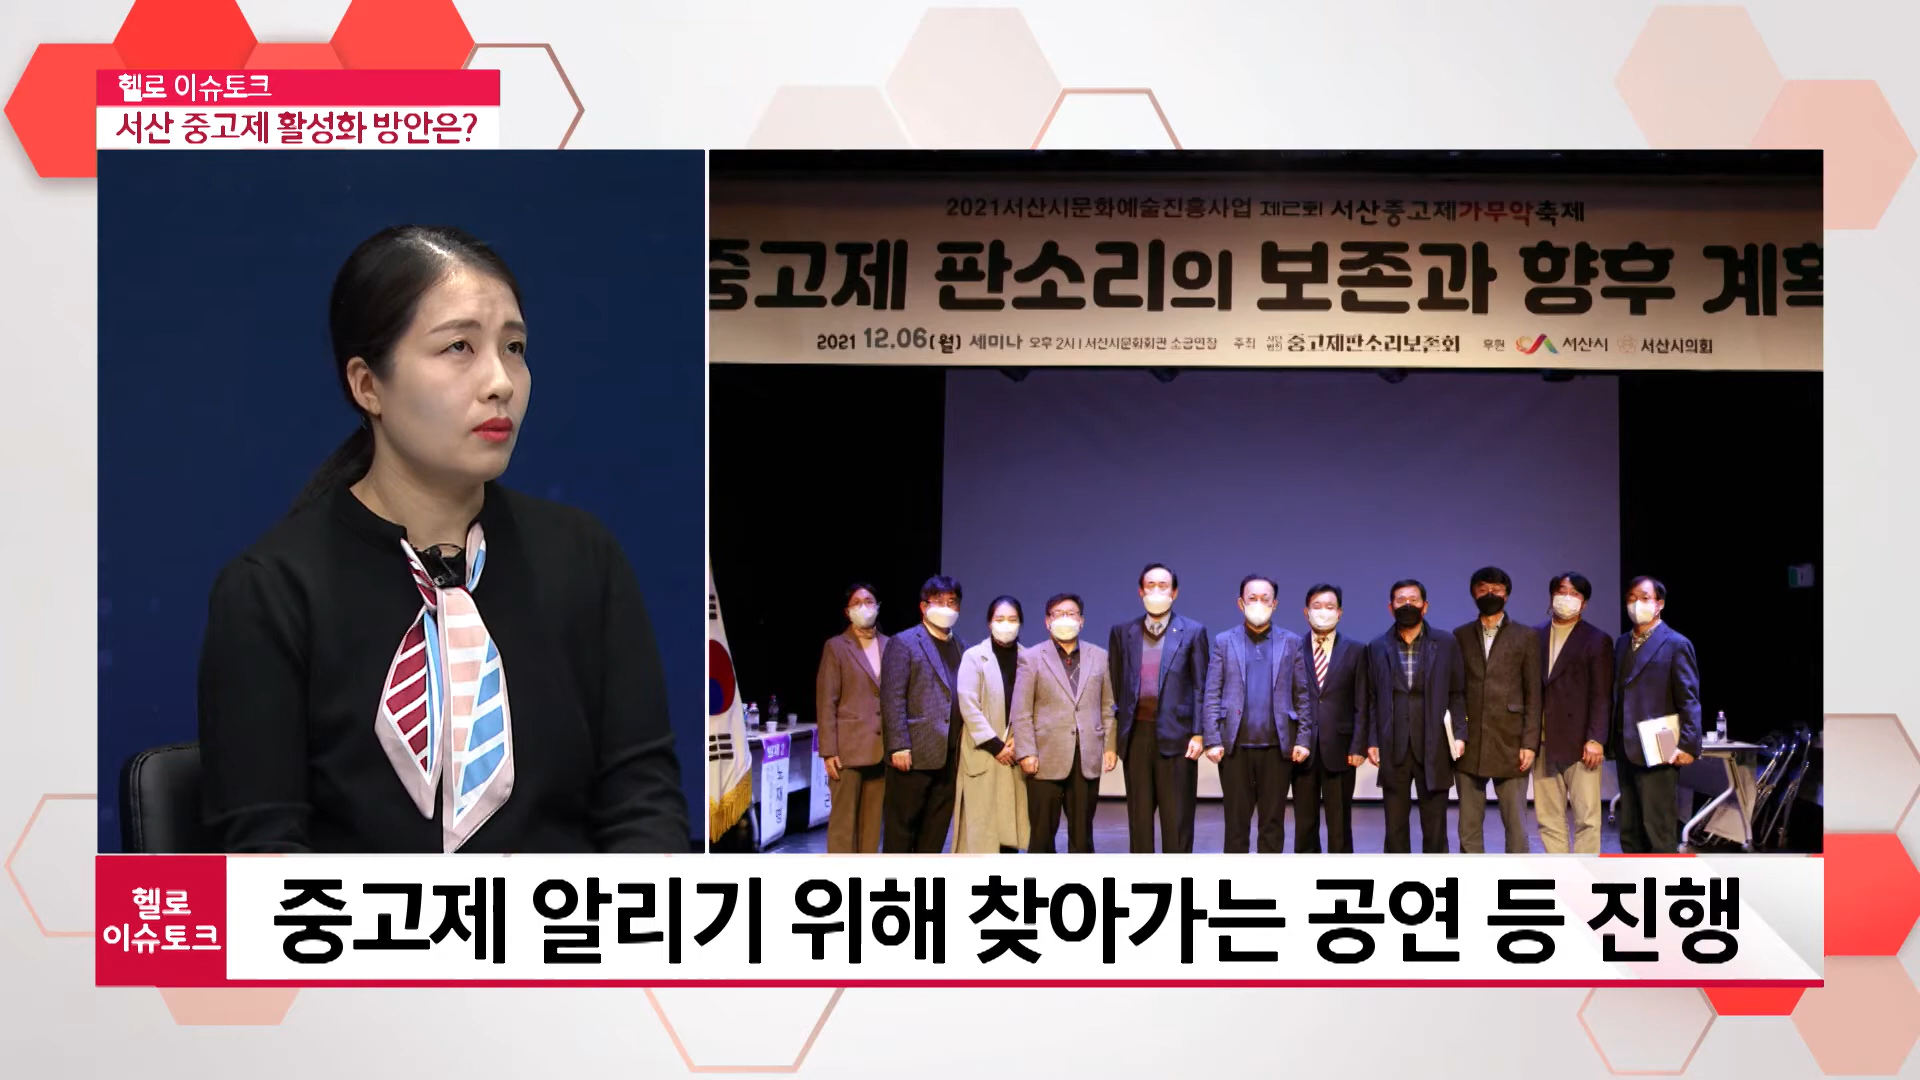 헬로 이슈토크
서산 중고제 활성화 방안은?
2021서산시문화예술진흥사업 제2회 서산중고제가무악축제
중고제 판소리의 보존과 향후 계획
2021 12.06(월) 세미나 오후 2시 I 서산시문화회관 소공연장 주최 사단법인 중고제판소리보존회 후원 서산시 서산시의회
헬로
이슈토크
중고제 알리기 위해 찾아가는 공연 등 진행